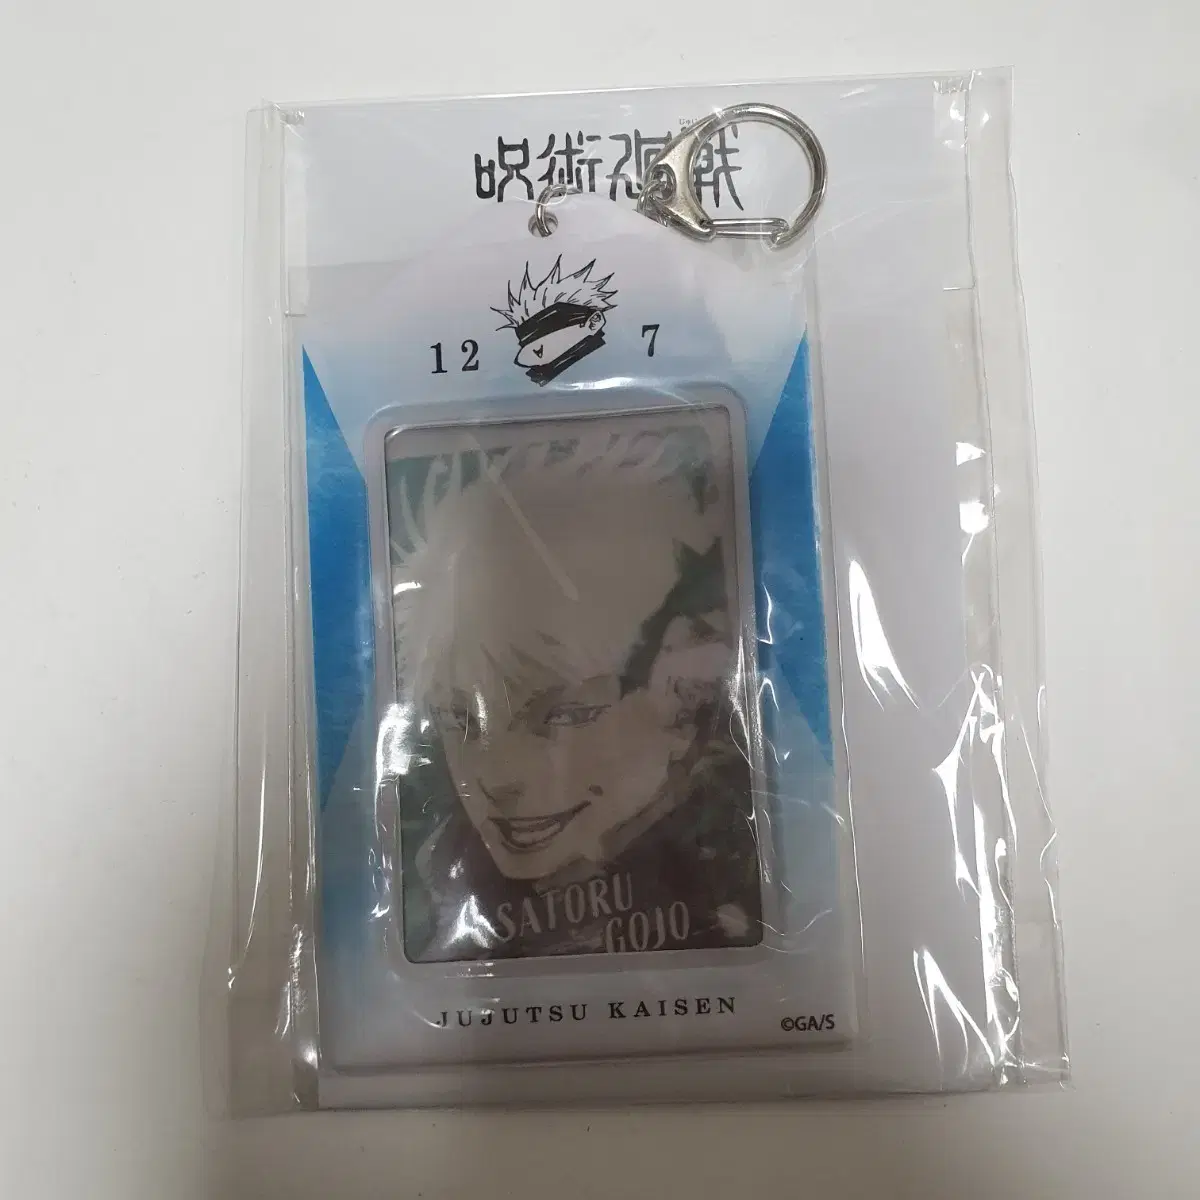 呪術廻戦
12 7
SATORU
GOJO
JUJUTSU KAISEN
©GA/S